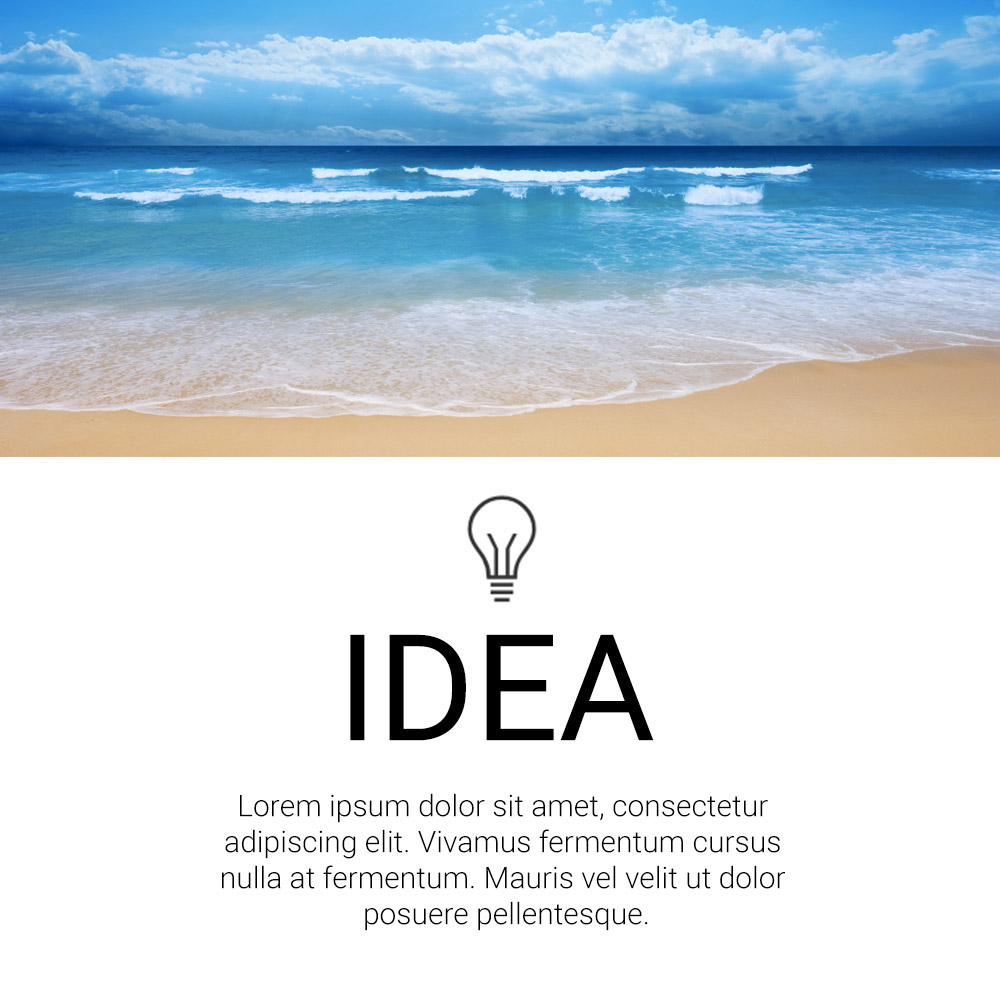 IDEA
Lorem ipsum dolor sit amet, consectetur
adipiscing elit. Vivamus fermentum cursus
nulla at fermentum. Mauris vel velit ut dolor
posuere pellentesque.